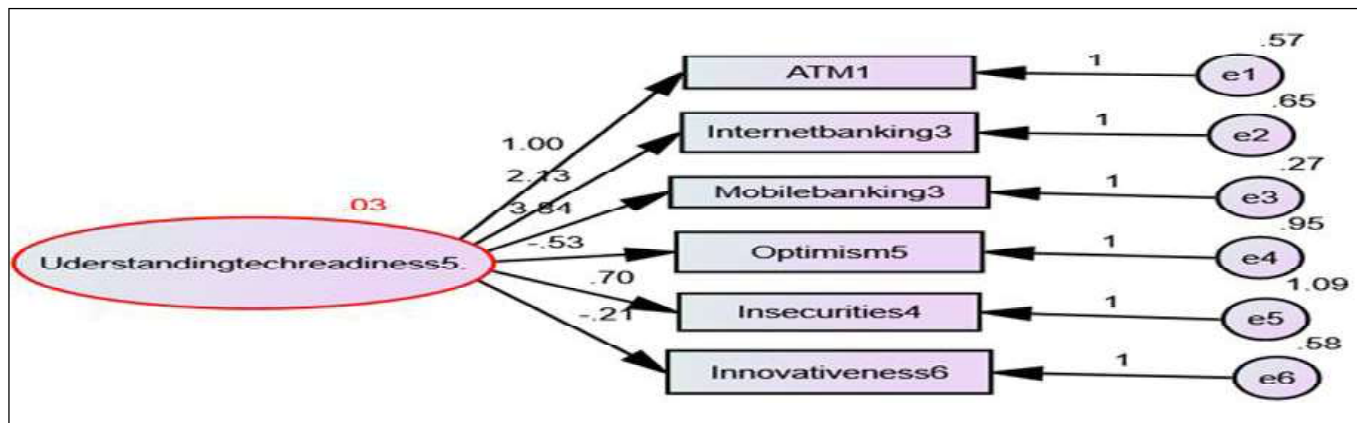 .57
ATM1 1 e1
.65
1.00 Internetbanking3 1 e2
2.13 .27
.03 3.84 Mobilebanking3 1 e3
-.53 .95
Uderstandingtechreadiness5. Optimism5 1 e4
.70 1.09
Insecurities4 1 e5
-.21 .58
Innovativeness6 1 e6